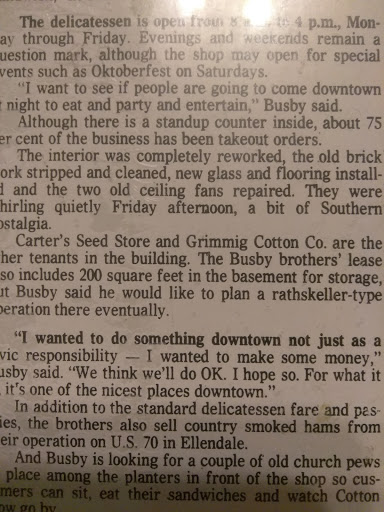 The delicatessen is open from 8 a.m. to 4 p.m., Mon-
ay through Friday. Evenings and weekends remain a
uestion mark, although the shop may open for special
vents such as Oktoberfest on Saturdays.
"I want to see if people are going to come downtown
t night to eat and party and entertain," Busby said.
Although there is a standup counter inside, about 75
er cent of the business has been takeout orders.
The interior was completely reworked, the old brick
ork stripped and cleaned, new glass and flooring install-
d and the two old ceiling fans repaired. They were
hirling quietly Friday afternoon, a bit of Southern
ostalgia.
Carter's Seed Store and Grimmig Cotton Co. are the
her tenants in the building. The Busby brothers' lease
so includes 200 square feet in the basement for storage,
ut Busby said he would like to plan a rathskeller-type
peration there eventually.
"I wanted to do something downtown not just as a
vic responsibility — I wanted to make some money,"
usby said. "We think we'll do OK. I hope so. For what it
, it's one of the nicest places downtown."
In addition to the standard delicatessen fare and pas-
ies, the brothers also sell country smoked hams from
eir operation on U.S. 70 in Ellendale.
And Busby is looking for a couple of old church pews
place among the planters in front of the shop so cus-
mers can sit, eat their sandwiches and watch Cotton
ow go by.